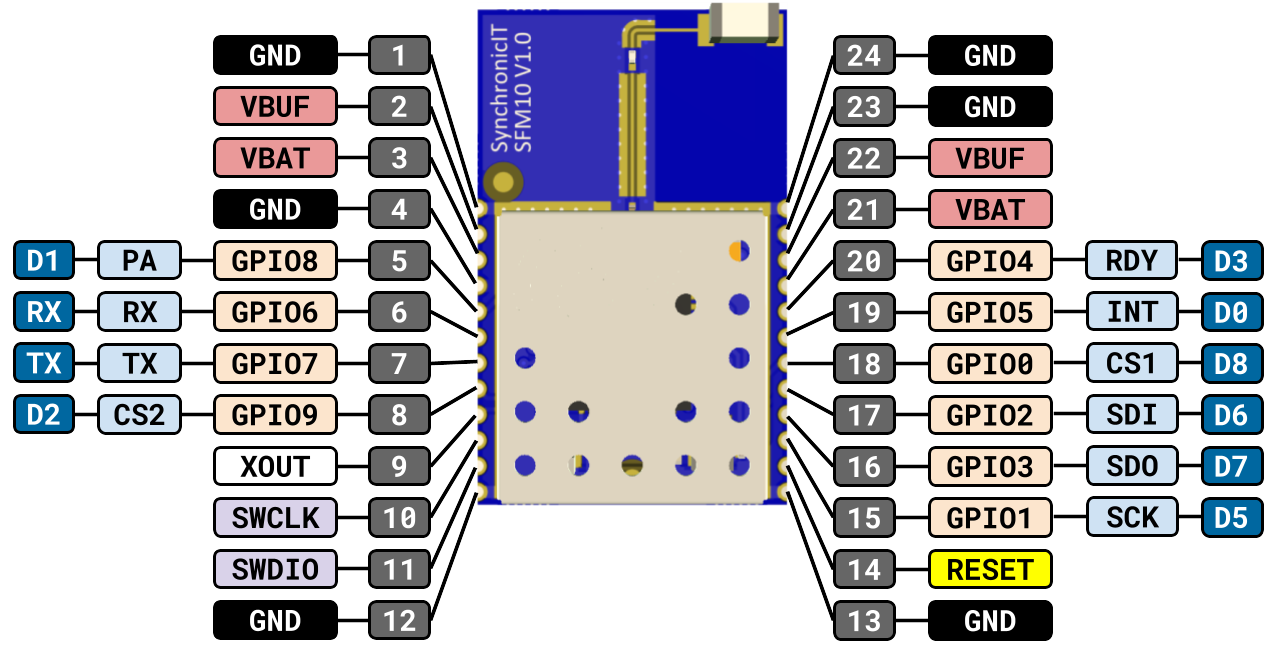 SynchronicIT
SFM10 V1.0
GND 1
VBUF 2
VBAT 3
GND 4
D1 PA GPIO8 5
RX RX GPIO6 6
TX TX GPIO7 7
D2 CS2 GPIO9 8
XOUT 9
SWCLK 10
SWDIO 11
GND 12
24 GND
23 GND
22 VBUF
21 VBAT
20 GPIO4 RDY D3
19 GPIO5 INT D0
18 GPIO0 CS1 D8
17 GPIO2 SDI D6
16 GPIO3 SDO D7
15 GPIO1 SCK D5
14 RESET
13 GND